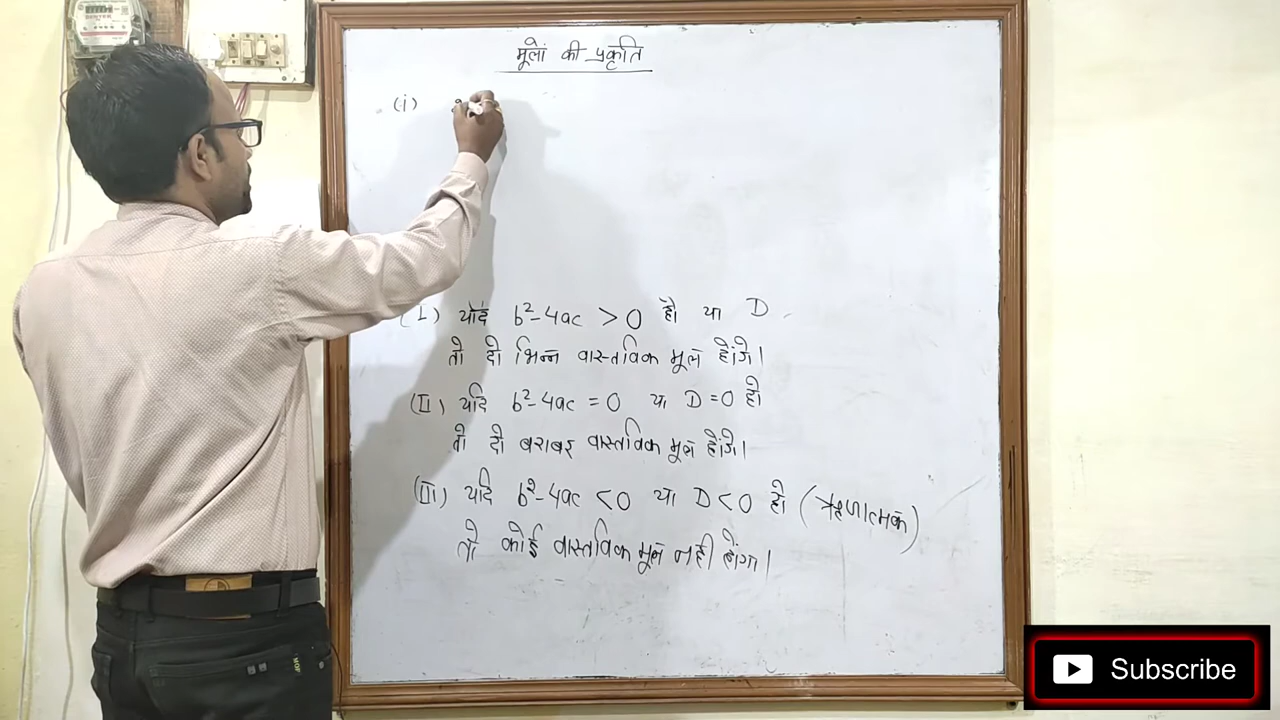 मूलों की प्रकृति
(i) 2
(I) यदि b²-4ac > 0 हो या D
तो दो भिन्न वास्तविक मूल होंगे।
(II) यदि b²-4ac = 0 या D = 0 हो
तो दो बराबर वास्तविक मूल होंगे।
(III) यदि b²-4ac < 0 या D < 0 हो (ऋणात्मक)
तो कोई वास्तविक मूल नही होंगा।
Subscribe